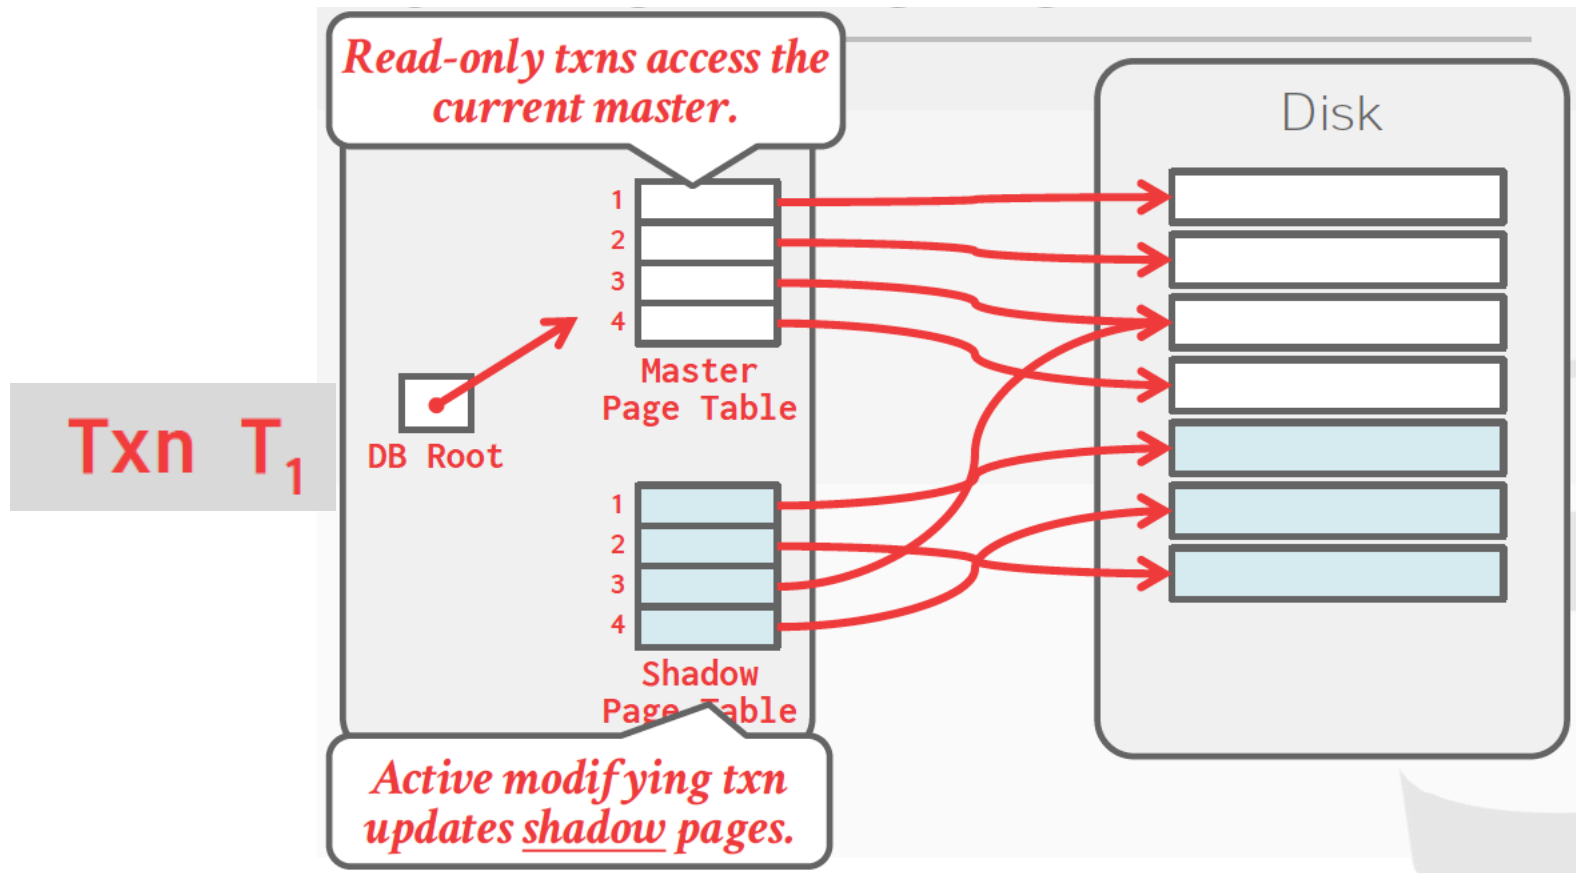 Read-only txns access the
current master.
Disk
1
2
3
4
Master
Page Table
DB Root
Txn T1
1
2
3
4
Shadow
Page Table
Active modifying txn
updates shadow pages.